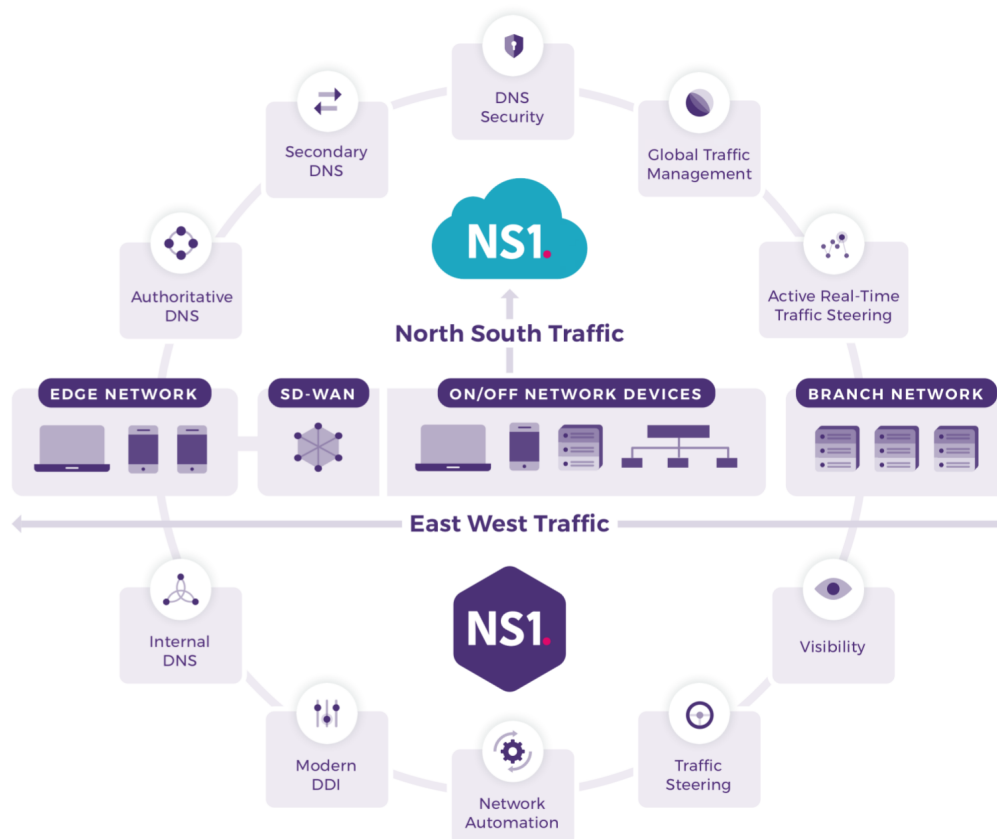 DNS
Security
Secondary
DNS
Global Traffic
Management
NS1.
Authoritative
DNS
Active Real-Time
Traffic Steering
North South Traffic
EDGE NETWORK
SD-WAN
ON/OFF NETWORK DEVICES
BRANCH NETWORK
East West Traffic
NS1.
Internal
DNS
Visibility
Modern
DDI
Traffic
Steering
Network
Automation